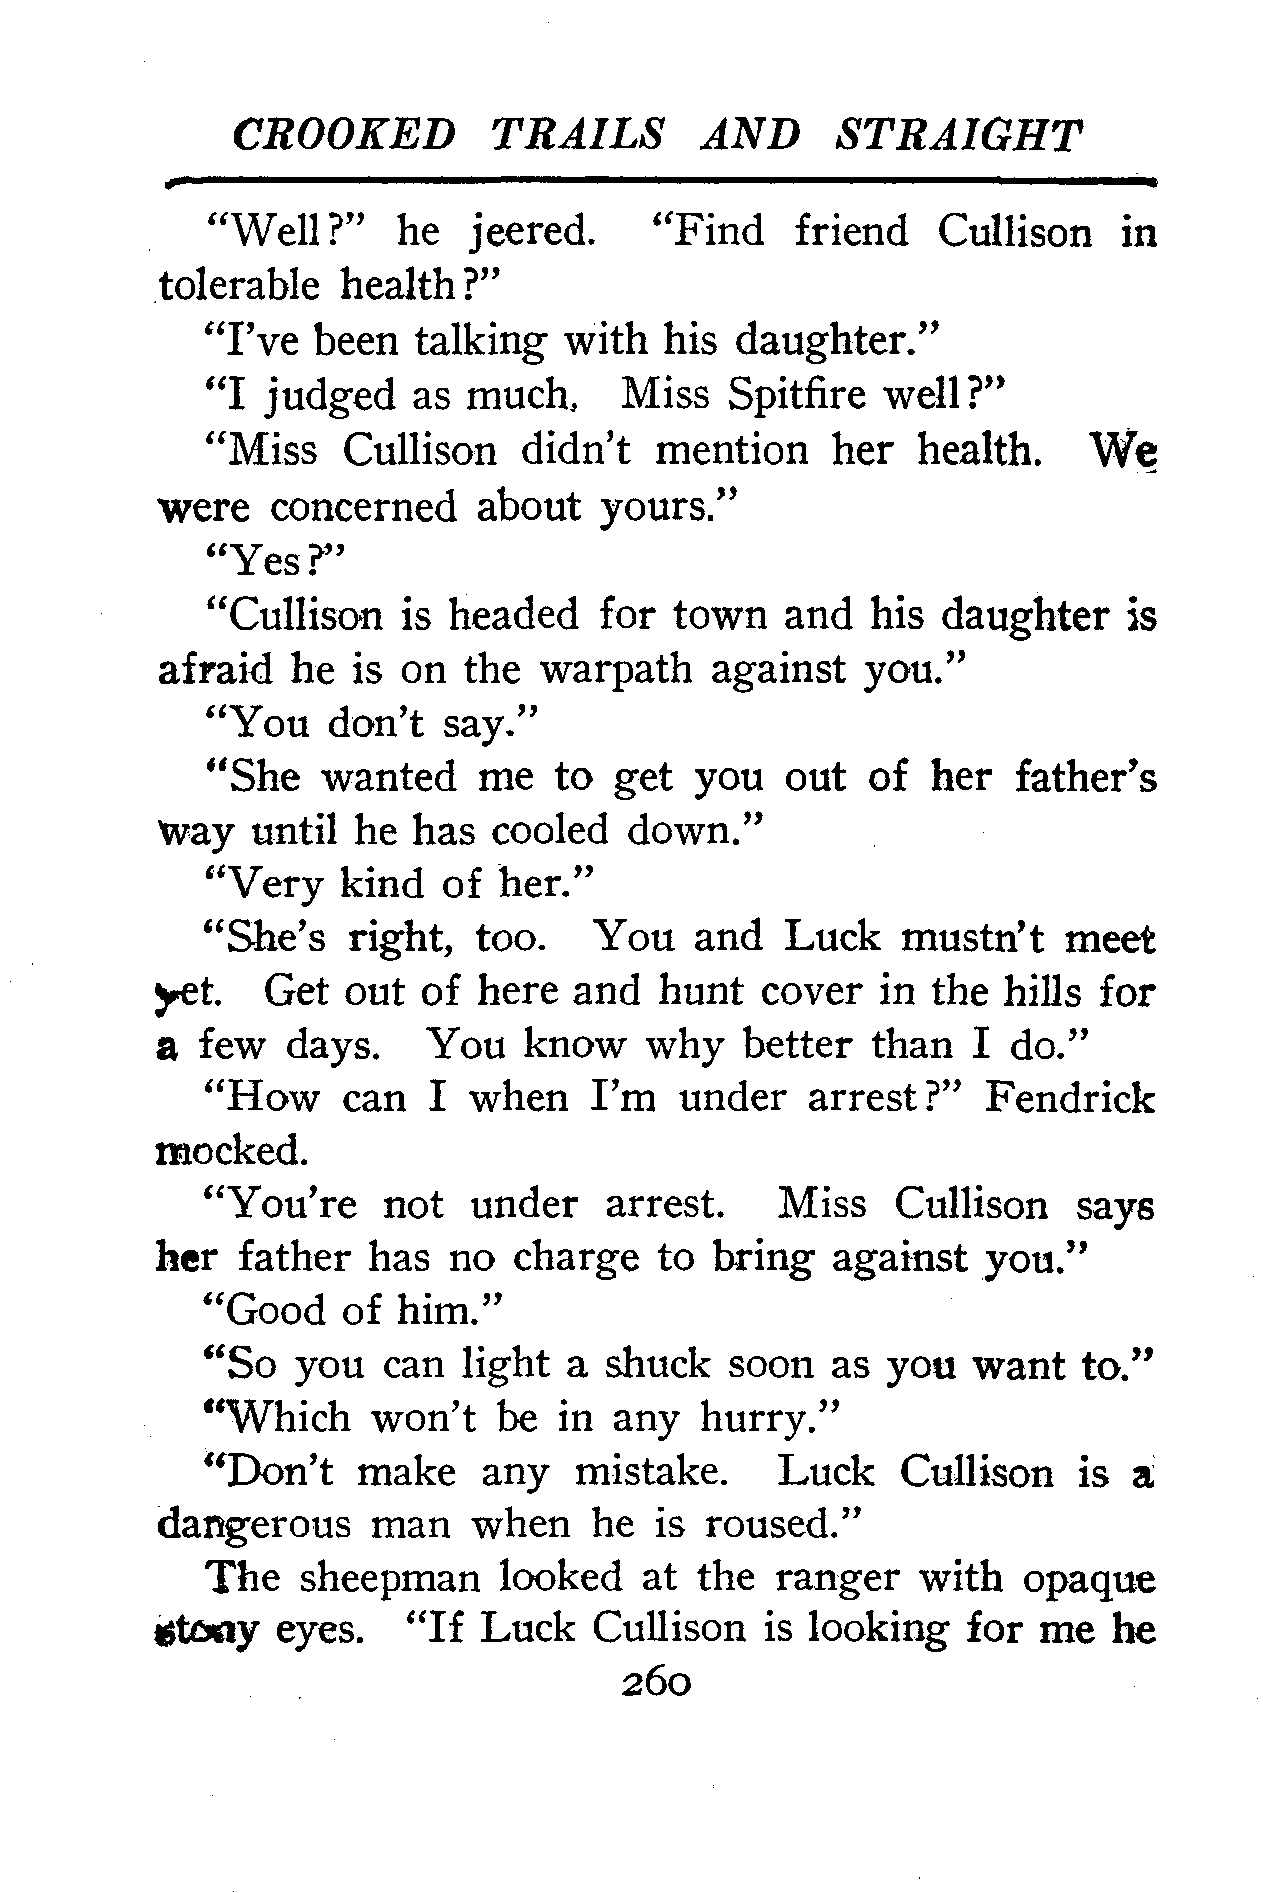 CROOKED TRAILS AND STRAIGHT
“Well?” he jeered. “Find friend Cullison in
tolerable health?”
“I’ve been talking with his daughter.”
“I judged as much, Miss Spitfire well?”
“Miss Cullison didn’t mention her health. We
were concerned about yours.”
“Yes?”
“Cullison is headed for town and his daughter is
afraid he is on the warpath against you.”
“You don’t say.”
“She wanted me to get you out of her father’s
way until he has cooled down.”
“Very kind of her.”
“She’s right, too. You and Luck mustn’t meet
yet. Get out of here and hunt cover in the hills for
a few days. You know why better than I do.”
“How can I when I’m under arrest?” Fendrick
mocked.
“You’re not under arrest. Miss Cullison says
her father has no charge to bring against you.”
“Good of him.”
“So you can light a shuck soon as you want to.”
“Which won’t be in any hurry.”
“Don’t make any mistake. Luck Cullison is a
dangerous man when he is roused.”
The sheepman looked at the ranger with opaque
stony eyes. “If Luck Cullison is looking for me he
260